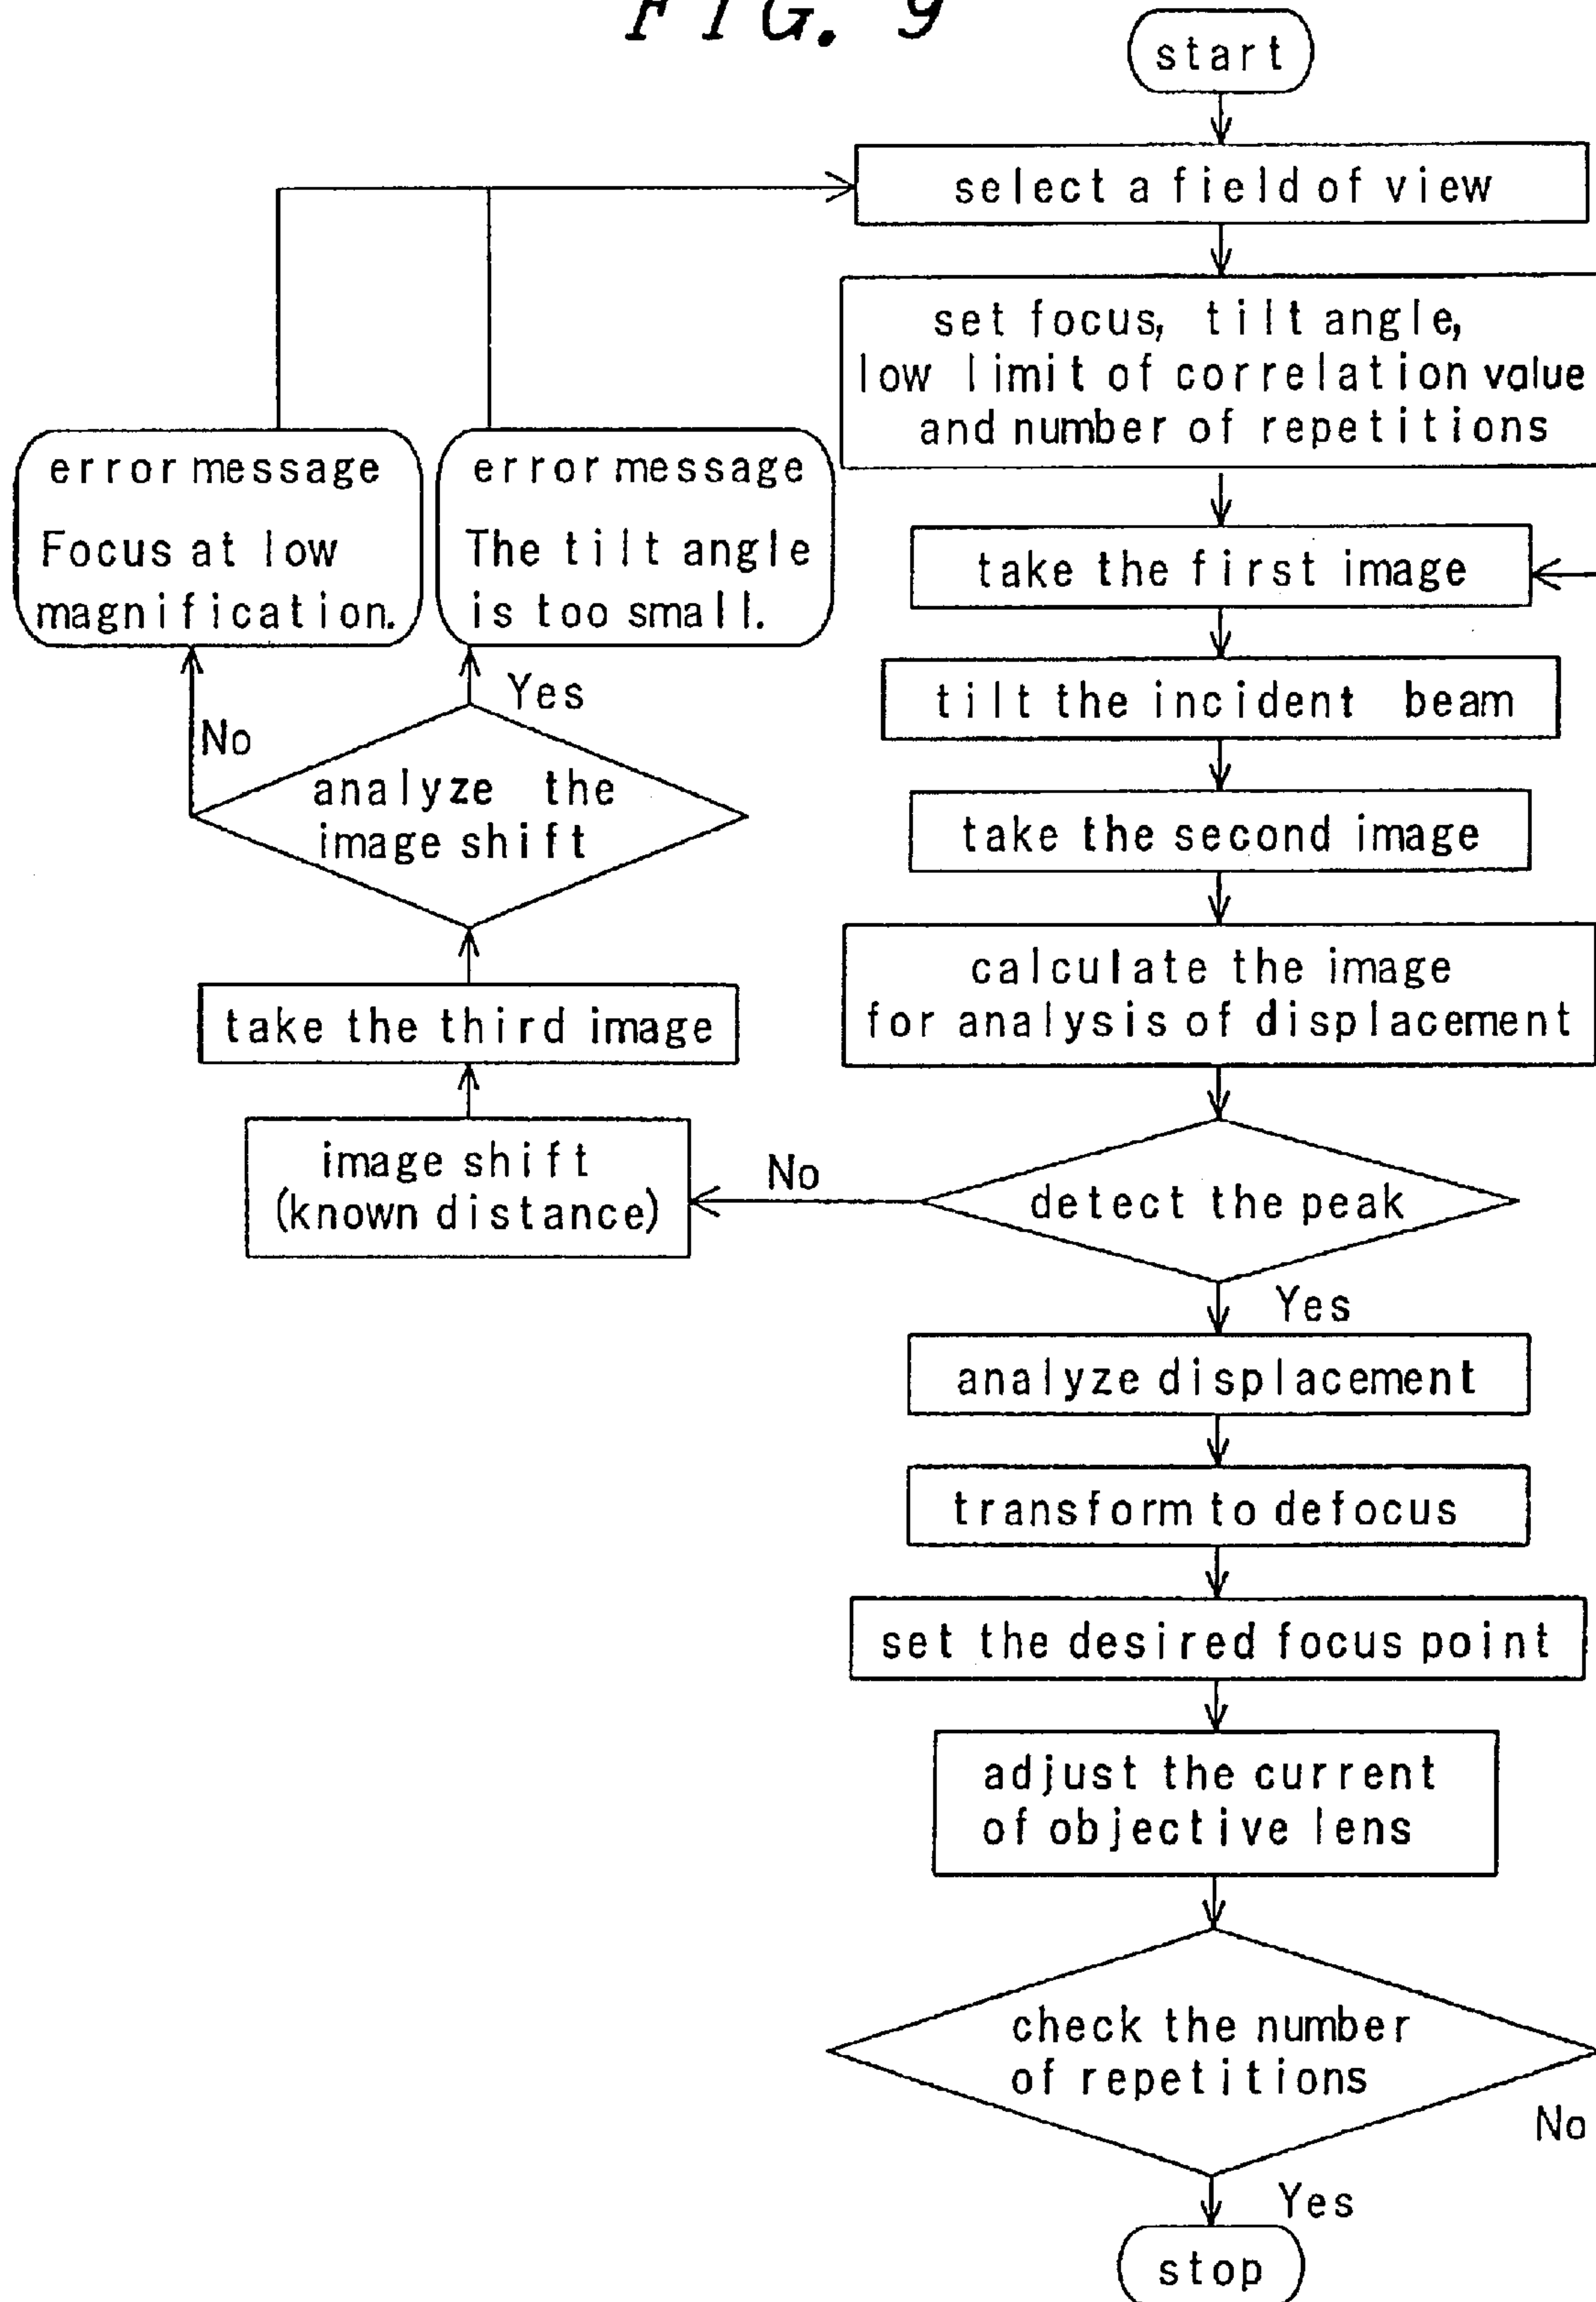 FIG. 9
start
select a field of view
set focus, tilt angle,
low limit of correlation value
and number of repetitions
take the first image
tilt the incident beam
take the second image
calculate the image
for analysis of displacement
detect the peak
No
Yes
image shift
(known distance)
take the third image
analyze the
image shift
No
Yes
error message
Focus at low
magnification.
error message
The tilt angle
is too small.
analyze displacement
transform to defocus
set the desired focus point
adjust the current
of objective lens
check the number
of repetitions
No
Yes
stop